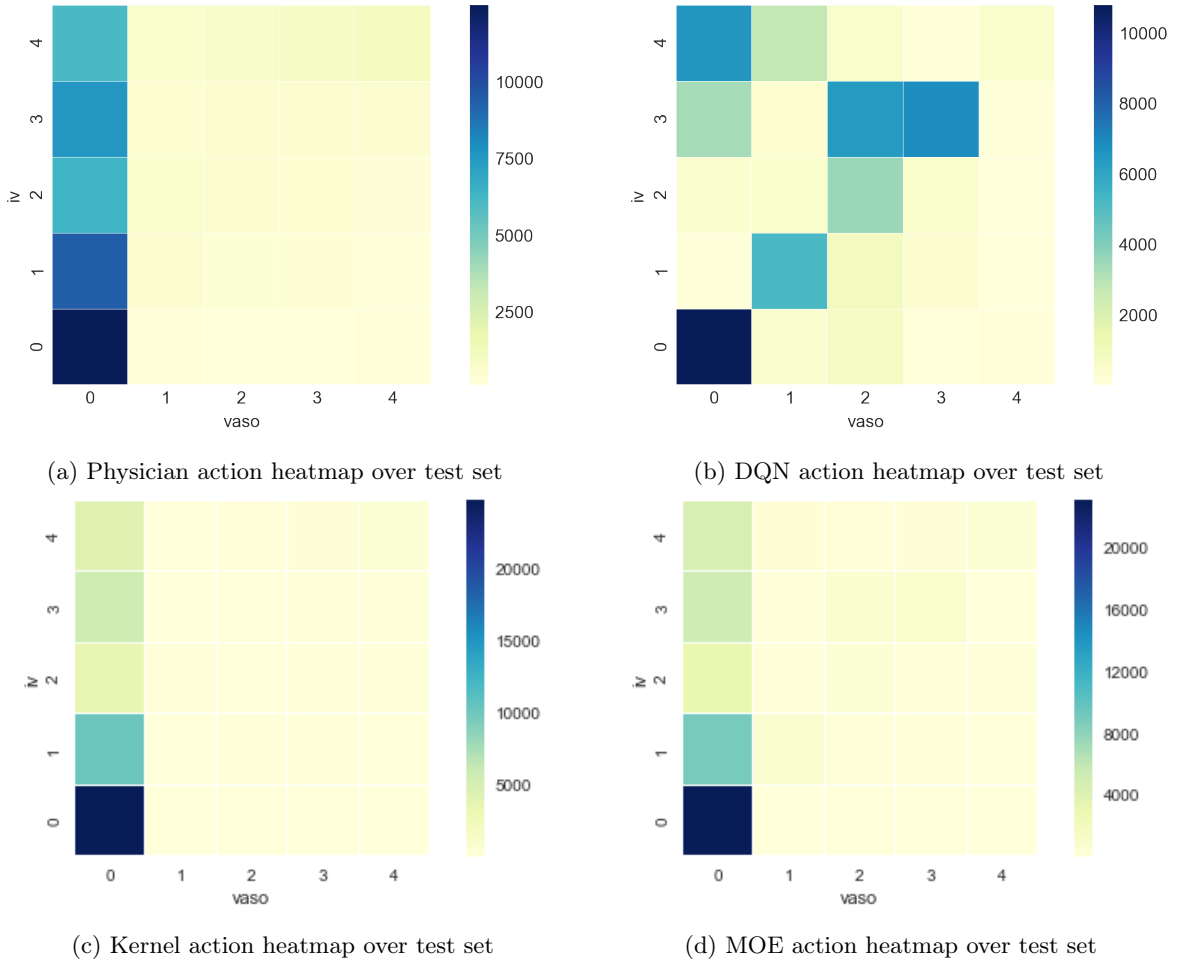 4
3
2
1
0
iv
0 1 2 3 4
vaso
10000
7500
5000
2500
(a) Physician action heatmap over test set
4
3
2
1
0
iv
0 1 2 3 4
vaso
10000
8000
6000
4000
2000
(b) DQN action heatmap over test set
4
3
2
1
0
iv
0 1 2 3 4
vaso
20000
15000
10000
5000
(c) Kernel action heatmap over test set
4
3
2
1
0
iv
0 1 2 3 4
vaso
20000
16000
12000
8000
4000
(d) MOE action heatmap over test set